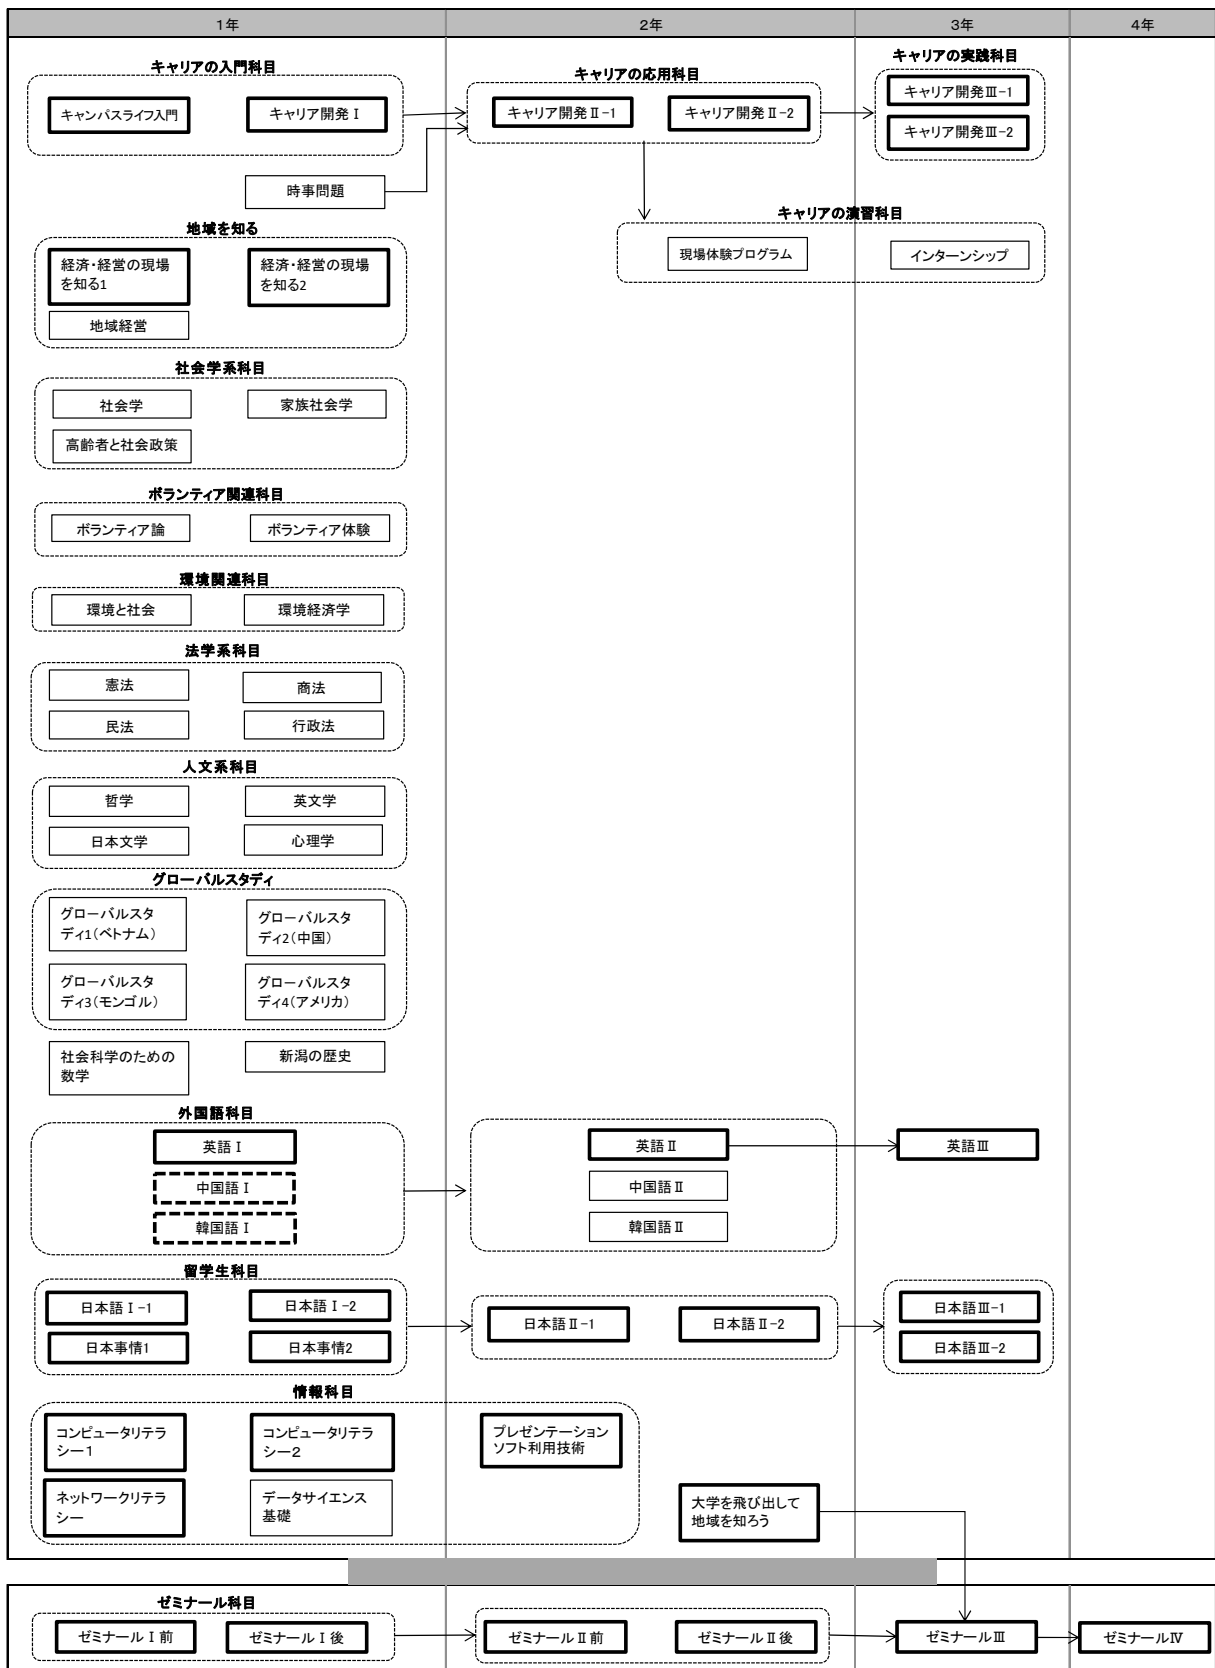 1年
2年
3年
4年
キャリアの入門科目
キャンパスライフ入門
キャリア開発Ⅰ
時事問題
キャリアの応用科目
キャリア開発Ⅱ-1
キャリア開発Ⅱ-2
キャリアの実践科目
キャリア開発Ⅲ-1
キャリア開発Ⅲ-2
キャリアの演習科目
現場体験プログラム
インターンシップ
地域を知る
経済・経営の現場
を知る1
経済・経営の現場
を知る2
地域経営
社会学系科目
社会学
家族社会学
高齢者と社会政策
ボランティア関連科目
ボランティア論
ボランティア体験
環境関連科目
環境と社会
環境経済学
法学系科目
憲法
商法
民法
行政法
人文系科目
哲学
英文学
日本文学
心理学
グローバルスタディ
グローバルスタ
ディ1(ベトナム)
グローバルスタ
ディ2(中国)
グローバルスタ
ディ3(モンゴル)
グローバルスタ
ディ4(アメリカ)
社会科学のための
数学
新潟の歴史
外国語科目
英語Ⅰ
中国語Ⅰ
韓国語Ⅰ
英語Ⅱ
中国語Ⅱ
韓国語Ⅱ
英語Ⅲ
留学生科目
日本語Ⅰ-1
日本語Ⅰ-2
日本事情1
日本事情2
日本語Ⅱ-1
日本語Ⅱ-2
日本語Ⅲ-1
日本語Ⅲ-2
情報科目
コンピュータリテラ
シー1
コンピュータリテラ
シー2
プレゼンテーション
ソフト利用技術
ネットワークリテラ
シー
データサイエンス
基礎
大学を飛び出して
地域を知ろう
ゼミナール科目
ゼミナールⅠ前
ゼミナールⅠ後
ゼミナールⅡ前
ゼミナールⅡ後
ゼミナールⅢ
ゼミナールⅣ